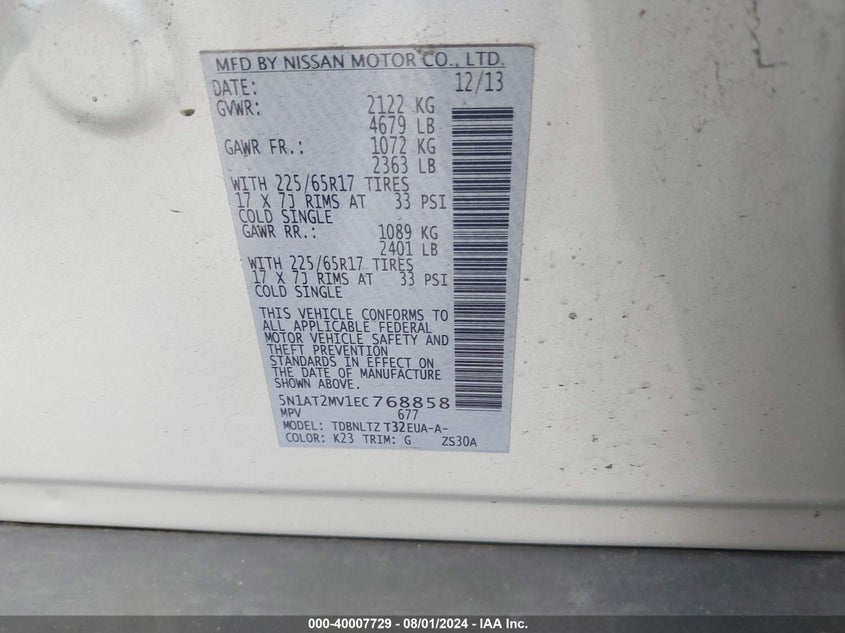 MFD BY NISSAN MOTOR CO., LTD.
DATE: 12/13
GVWR: 2122 KG
4679 LB
GAWR FR.: 1072 KG
2363 LB
WITH 225/65R17 TIRES
17 X 7J RIMS AT 33 PSI
COLD SINGLE
GAWR RR.: 1089 KG
2401 LB
WITH 225/65R17 TIRES
17 X 7J RIMS AT 33 PSI
COLD SINGLE
THIS VEHICLE CONFORMS TO
ALL APPLICABLE FEDERAL
MOTOR VEHICLE SAFETY AND
THEFT PREVENTION
STANDARDS IN EFFECT ON
THE DATE OF MANUFACTURE
SHOWN ABOVE.
5N1AT2MV1EC768858
MPV 677
MODEL: TDBNLTZ T32EUA-A-
COLOR: K23 TRIM: G ZS30A
000-40007729 - 08/01/2024 - IAA Inc.